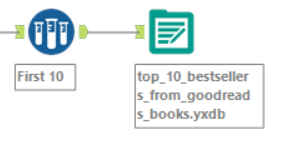 First 10
top_10_bestseller
s_from_goodread
s_books.yxdb